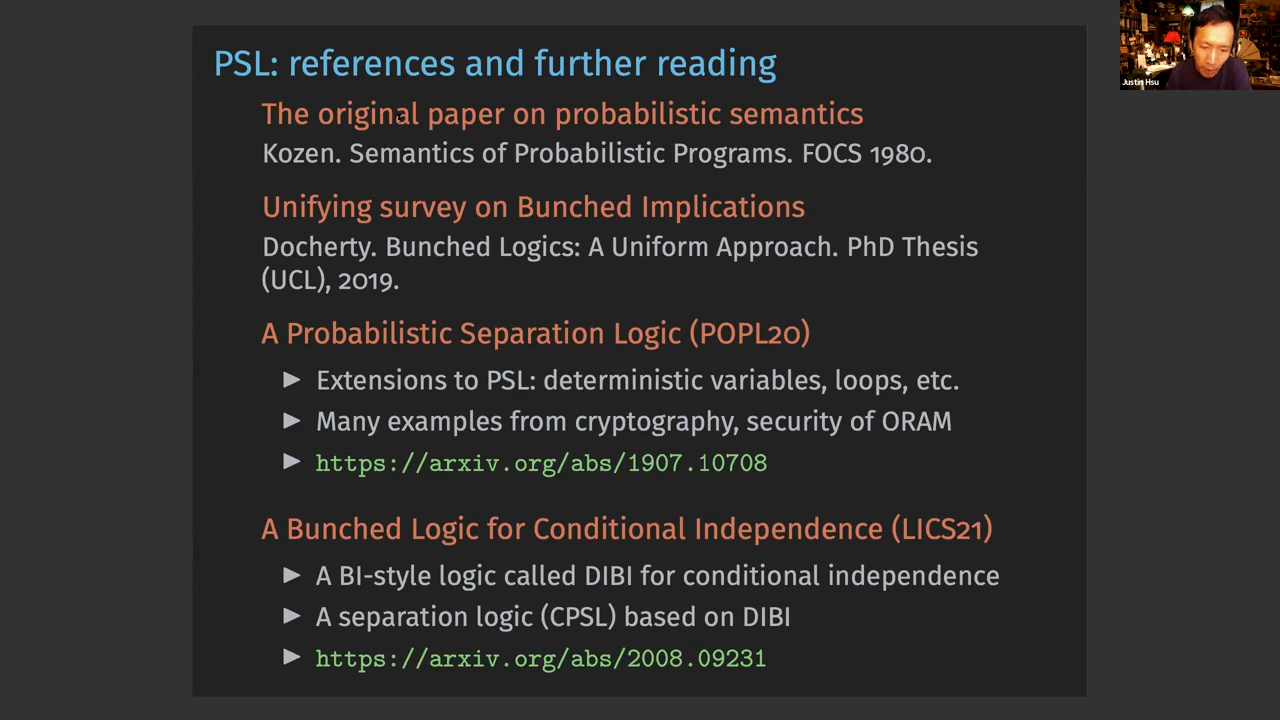 PSL: references and further reading
Justin Hsu
The original paper on probabilistic semantics
Kozen. Semantics of Probabilistic Programs. FOCS 1980.
Unifying survey on Bunched Implications
Docherty. Bunched Logics: A Uniform Approach. PhD Thesis
(UCL), 2019.
A Probabilistic Separation Logic (POPL20)
▶ Extensions to PSL: deterministic variables, loops, etc.
▶ Many examples from cryptography, security of ORAM
▶ https://arxiv.org/abs/1907.10708
A Bunched Logic for Conditional Independence (LICS21)
▶ A BI-style logic called DIBI for conditional independence
▶ A separation logic (CPSL) based on DIBI
▶ https://arxiv.org/abs/2008.09231